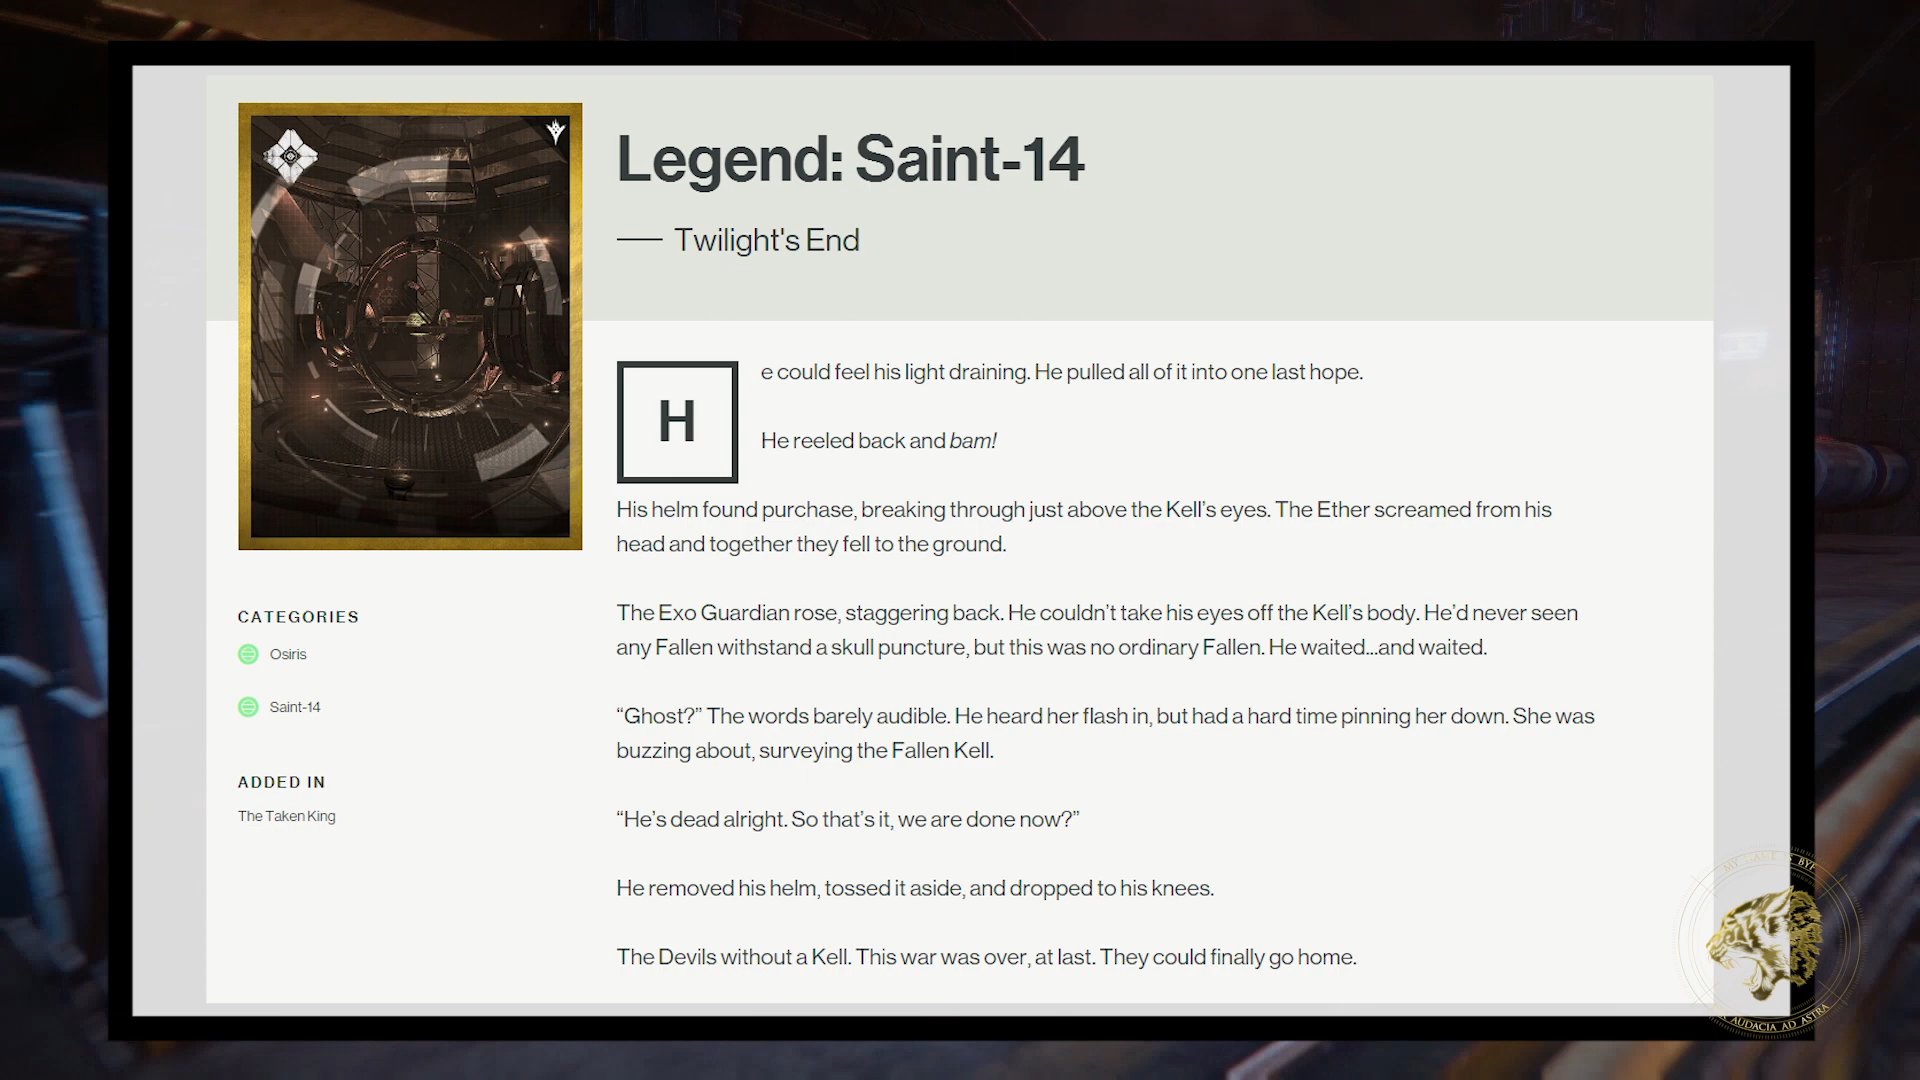 Legend: Saint-14
— Twilight's End
He could feel his light draining. He pulled all of it into one last hope.
He reeled back and bam!
His helm found purchase, breaking through just above the Kell’s eyes. The Ether screamed from his
head and together they fell to the ground.
The Exo Guardian rose, staggering back. He couldn’t take his eyes off the Kell’s body. He’d never seen
any Fallen withstand a skull puncture, but this was no ordinary Fallen. He waited...and waited.
“Ghost?” The words barely audible. He heard her flash in, but had a hard time pinning her down. She was
buzzing about, surveying the Fallen Kell.
“He’s dead alright. So that’s it, we are done now?”
He removed his helm, tossed it aside, and dropped to his knees.
The Devils without a Kell. This war was over, at last. They could finally go home.
CATEGORIES
Osiris
Saint-14
ADDED IN
The Taken King
MY NAME IS BYF
AUDACIA AD ASTRA